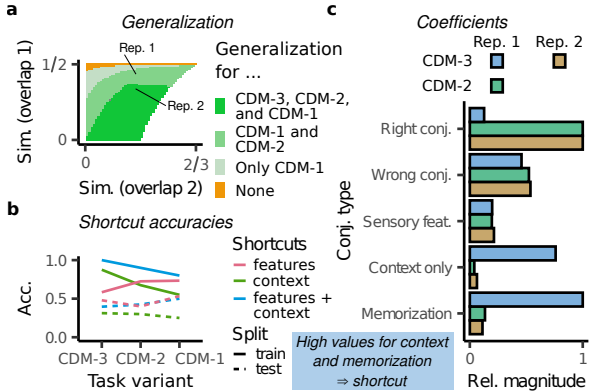 a
Generalization
Sim. (overlap 1)
1/2
0
Rep. 1
Rep. 2
0
2/3
Sim. (overlap 2)
Generalization
for ...
CDM-3, CDM-2,
and CDM-1
CDM-1 and
CDM-2
Only CDM-1
None
b
Shortcut accuracies
Acc.
1.0
0.5
0.0
CDM-3
CDM-2
CDM-1
Task variant
Shortcuts
features
context
features +
context
Split
train
test
c
Coefficients
Rep. 1
Rep. 2
CDM-3
CDM-2
Conj. type
Right conj.
Wrong conj.
Sensory feat.
Context only
Memorization
0
1
Rel. magnitude
High values for context
and memorization
⇒ shortcut